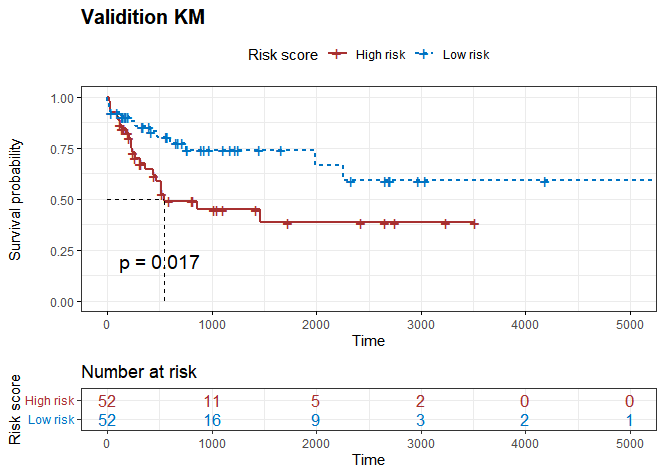 Validition KM
Risk score High risk Low risk
Survival probability
1.00
0.75
0.50
0.25
0.00
p = 0.017
0 1000 2000 3000 4000 5000
Time
Number at risk
Risk score
High risk 52 11 5 2 0 0
Low risk 52 16 9 3 2 1
0 1000 2000 3000 4000 5000
Time